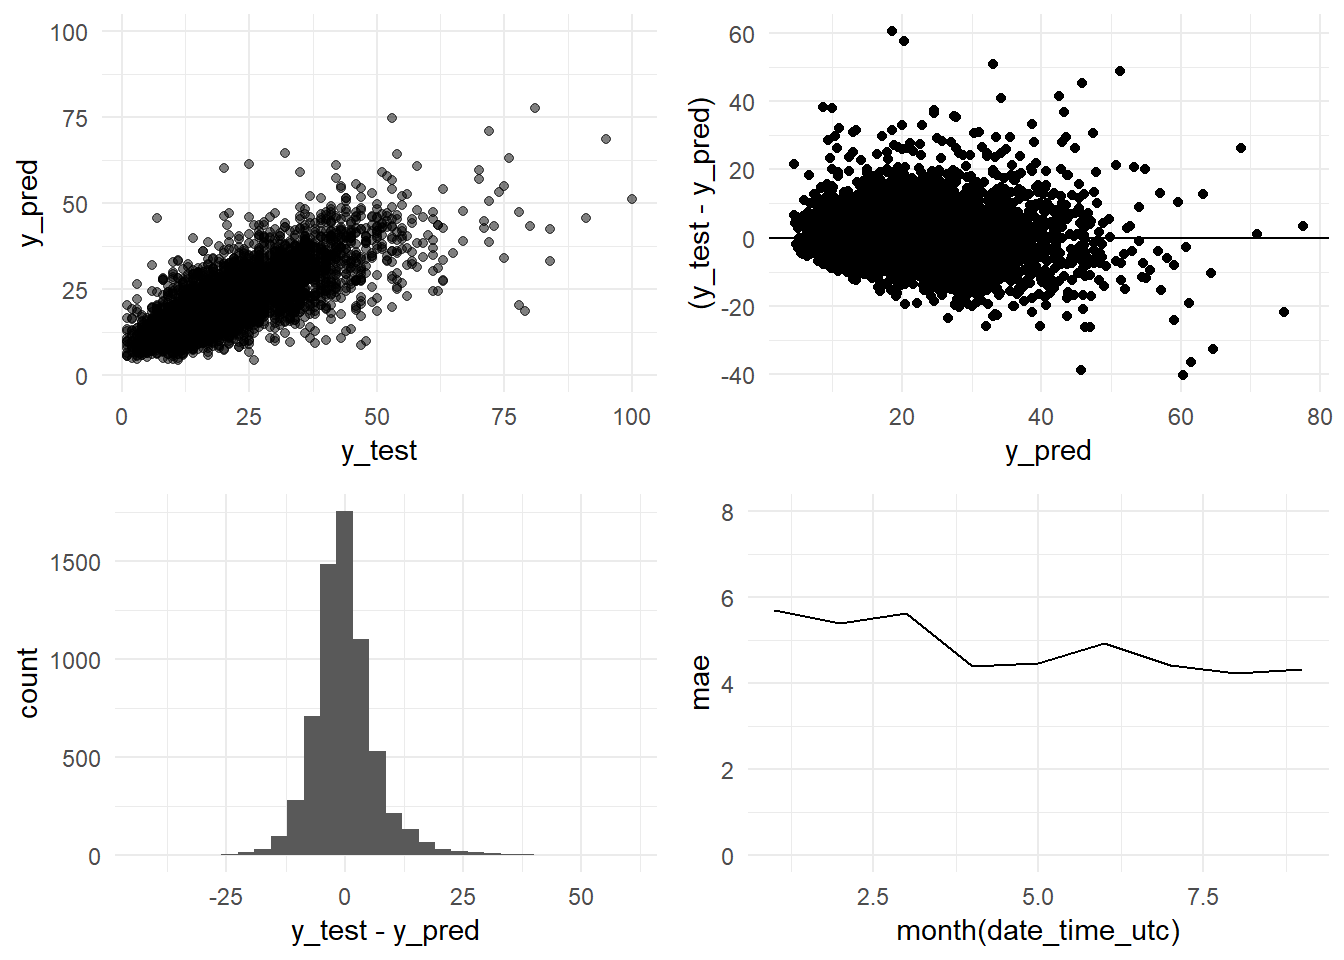 100
75
50
25
0
y_pred
0 25 50 75 100
y_test
60
40
20
0
-20
-40
(y_test - y_pred)
20 40 60 80
y_pred
1500
1000
500
0
count
-25 0 25 50
y_test - y_pred
8
6
4
2
0
mae
2.5 5.0 7.5
month(date_time_utc)